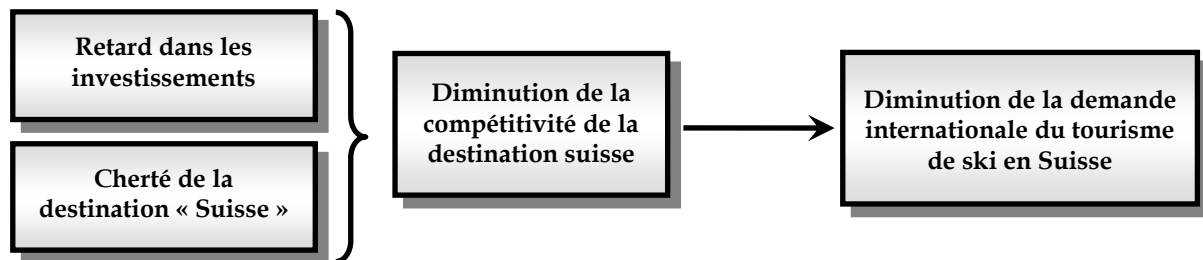 Retard dans les
investissements
Cherté de la
destination « Suisse »
Diminution de la
compétitivité de la
destination suisse
Diminution de la demande
internationale du tourisme
de ski en Suisse